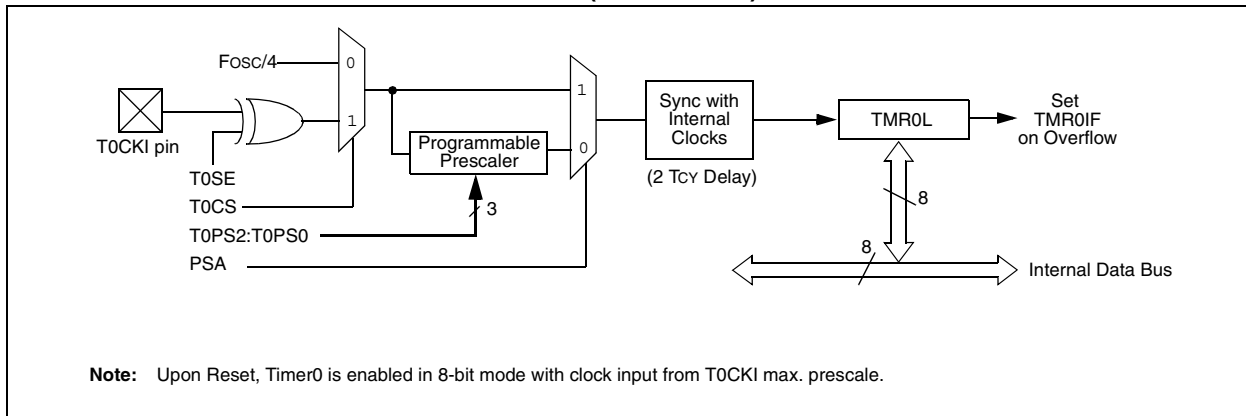 FOSC/4
0
1
T0CKI pin
T0SE
T0CS
T0PS2:T0PS0
PSA
Programmable
Prescaler
3
1
0
Sync with
Internal
Clocks
(2 TCY Delay)
TMR0L
Set
TMR0IF
on Overflow
8
8
Internal Data Bus
Note: Upon Reset, Timer0 is enabled in 8-bit mode with clock input from T0CKI max. prescale.